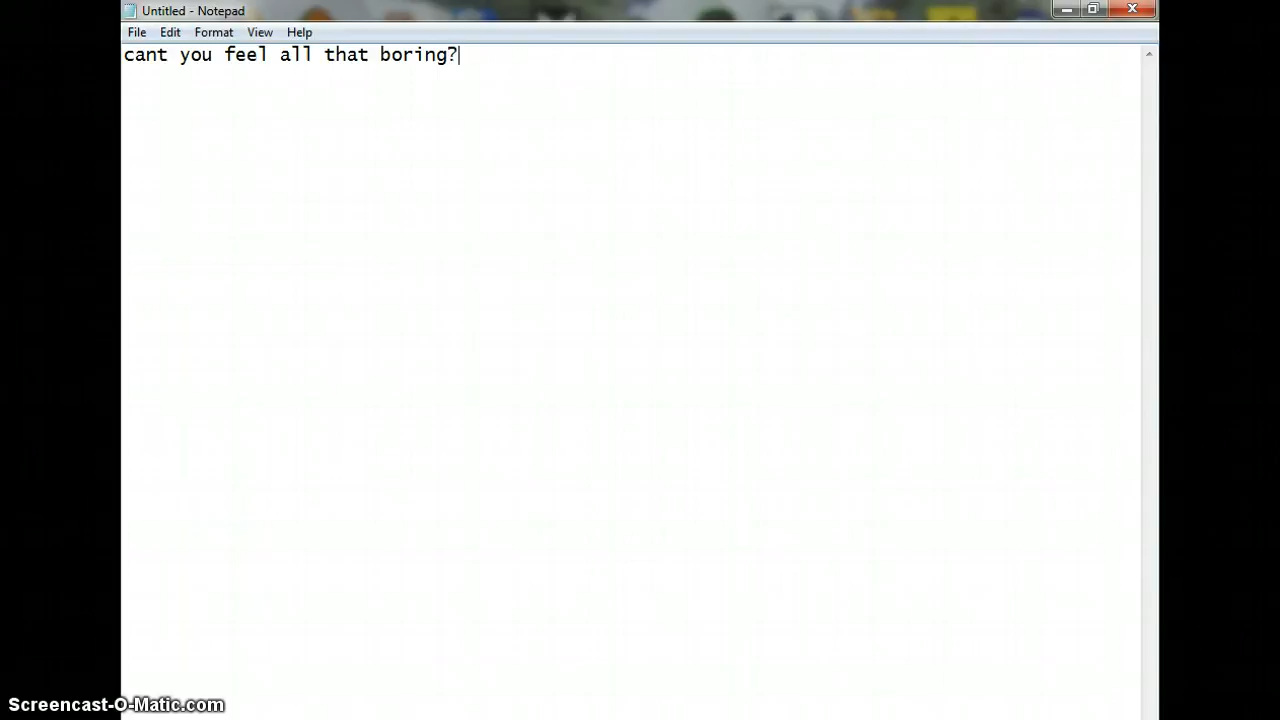 Untitled - Notepad
File Edit Format View Help
cant you feel all that boring?
Screencast-O-Matic.com